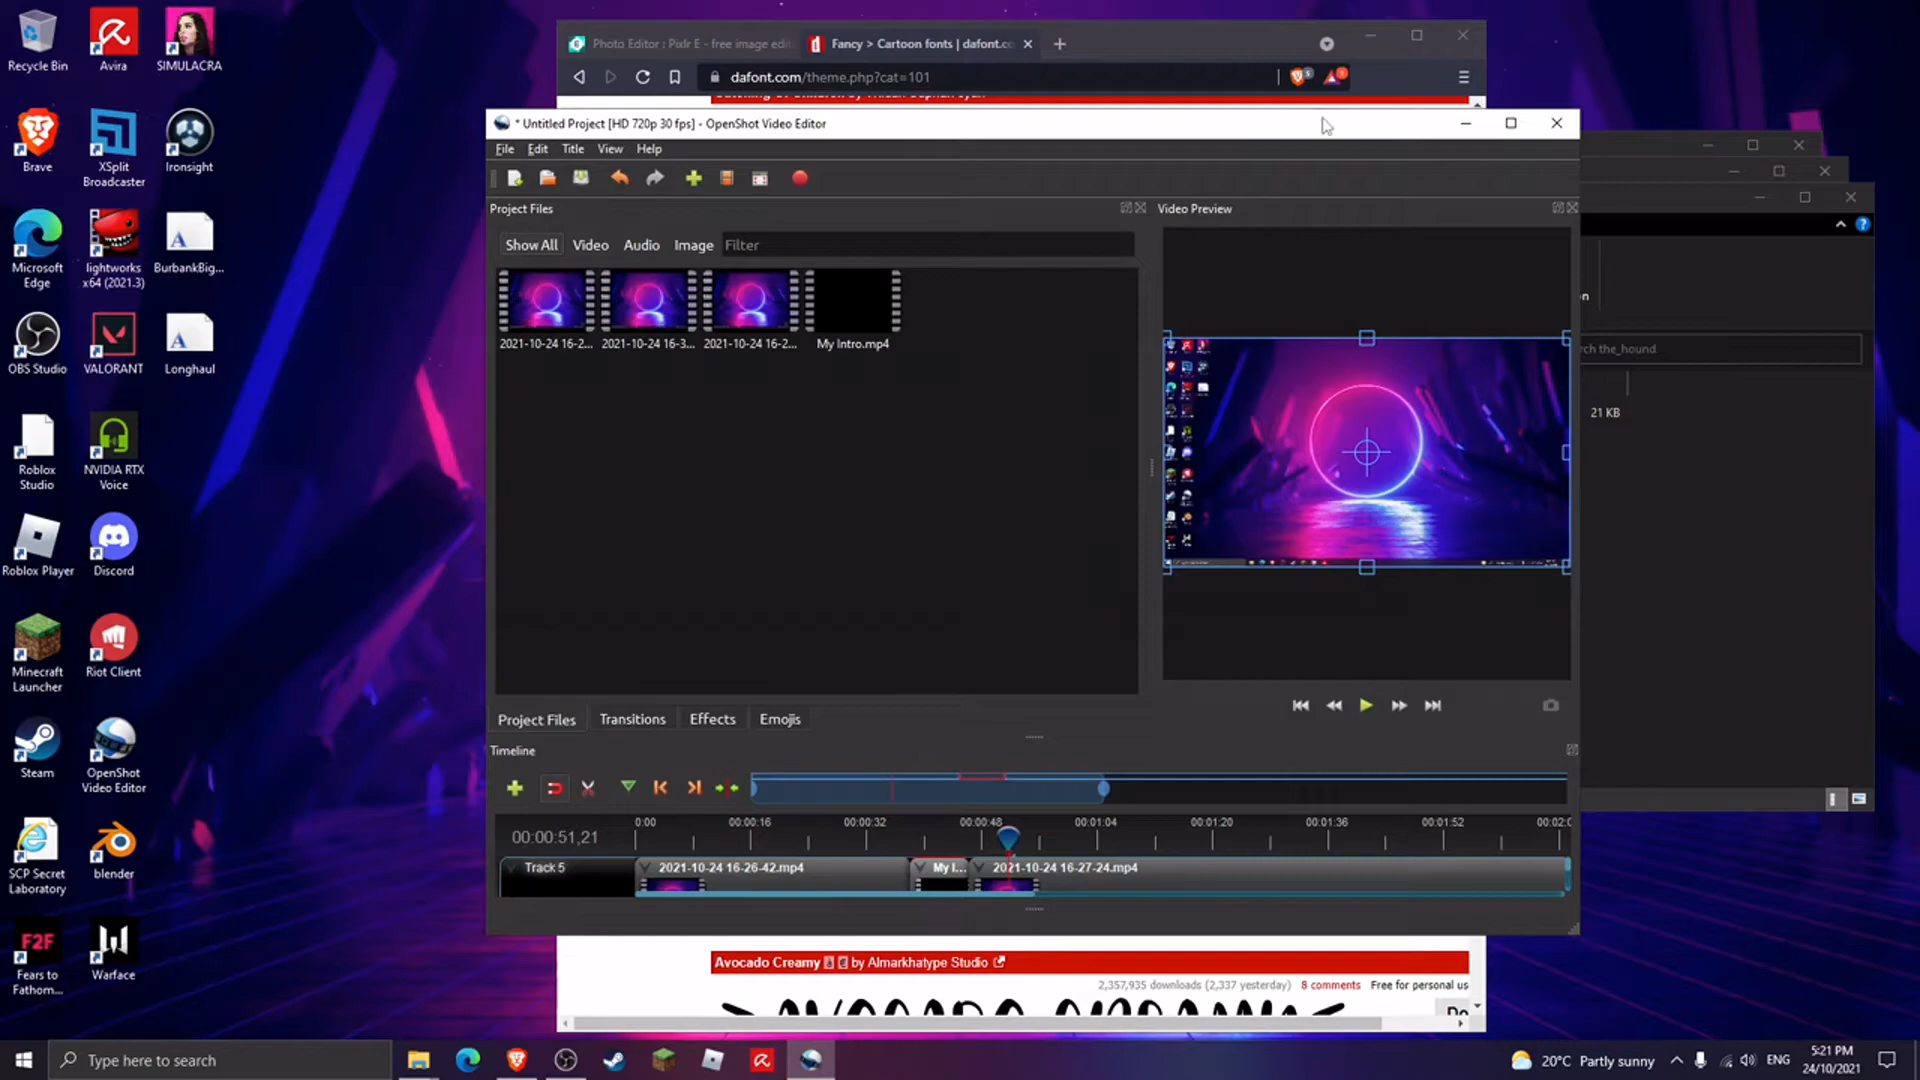 Recycle Bin
Avira
SIMULACRA
Brave
XSplit
Broadcaster
Ironsight
Microsoft
Edge
lightworks
x64 (2021.3)
BurbankBig...
OBS Studio
VALORANT
Longhaul
Roblox
Studio
NVIDIA RTX
Voice
Roblox Player
Discord
Minecraft
Launcher
Riot Client
Steam
OpenShot
Video Editor
SCP Secret
Laboratory
blender
F2F
Fears to
Fathom...
Warface
Photo Editor : Pixlr E - free image edi
Fancy > Cartoon fonts | dafont.co
dafont.com/theme.php?cat=101
* Untitled Project [HD 720p 30 fps] - OpenShot Video Editor
File Edit Title View Help
Project Files
Video Preview
Show All Video Audio Image Filter
2021-10-24 16-2...
2021-10-24 16-3...
2021-10-24 16-2...
My Intro.mp4
Project Files Transitions Effects Emojis
Timeline
00:00:51,21
0:00 00:00:16 00:00:32 00:00:48 00:01:04 00:01:20 00:01:36 00:01:52 00:02:0
Track 5
2021-10-24 16-26-42.mp4
My I...
2021-10-24 16-27-24.mp4
n
rch the_hound
21 KB
Avocado Creamy by Almarkhatype Studio
2,357,935 downloads (2,337 yesterday) 8 comments Free for personal us
Do
Type here to search
20°C Partly sunny
ENG
5:21 PM
24/10/2021